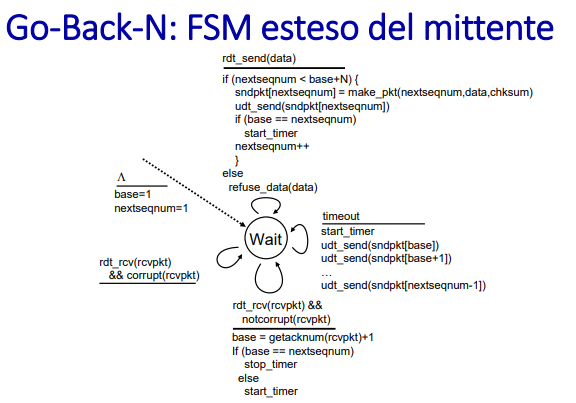 Go-Back-N: FSM esteso del mittente
rdt_send(data)
if (nextseqnum < base+N) {
sndpkt[nextseqnum] = make_pkt(nextseqnum,data,chksum)
udt_send(sndpkt[nextseqnum])
if (base == nextseqnum)
start_timer
nextseqnum++
}
else
refuse_data(data)
Λ
base=1
nextseqnum=1
Wait
timeout
start_timer
udt_send(sndpkt[base])
udt_send(sndpkt[base+1])
…
udt_send(sndpkt[nextseqnum-1])
rdt_rcv(rcvpkt)
&& corrupt(rcvpkt)
rdt_rcv(rcvpkt) &&
notcorrupt(rcvpkt)
base = getacknum(rcvpkt)+1
If (base == nextseqnum)
stop_timer
else
start_timer